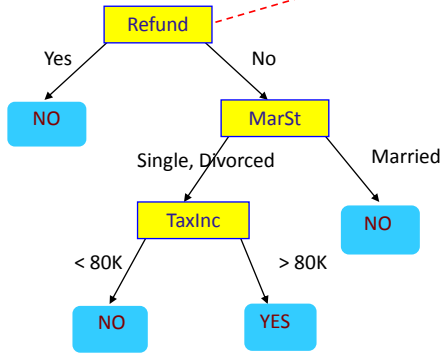 Refund
Yes
No
NO
MarSt
Single, Divorced
Married
TaxInc
NO
< 80K
> 80K
NO
YES